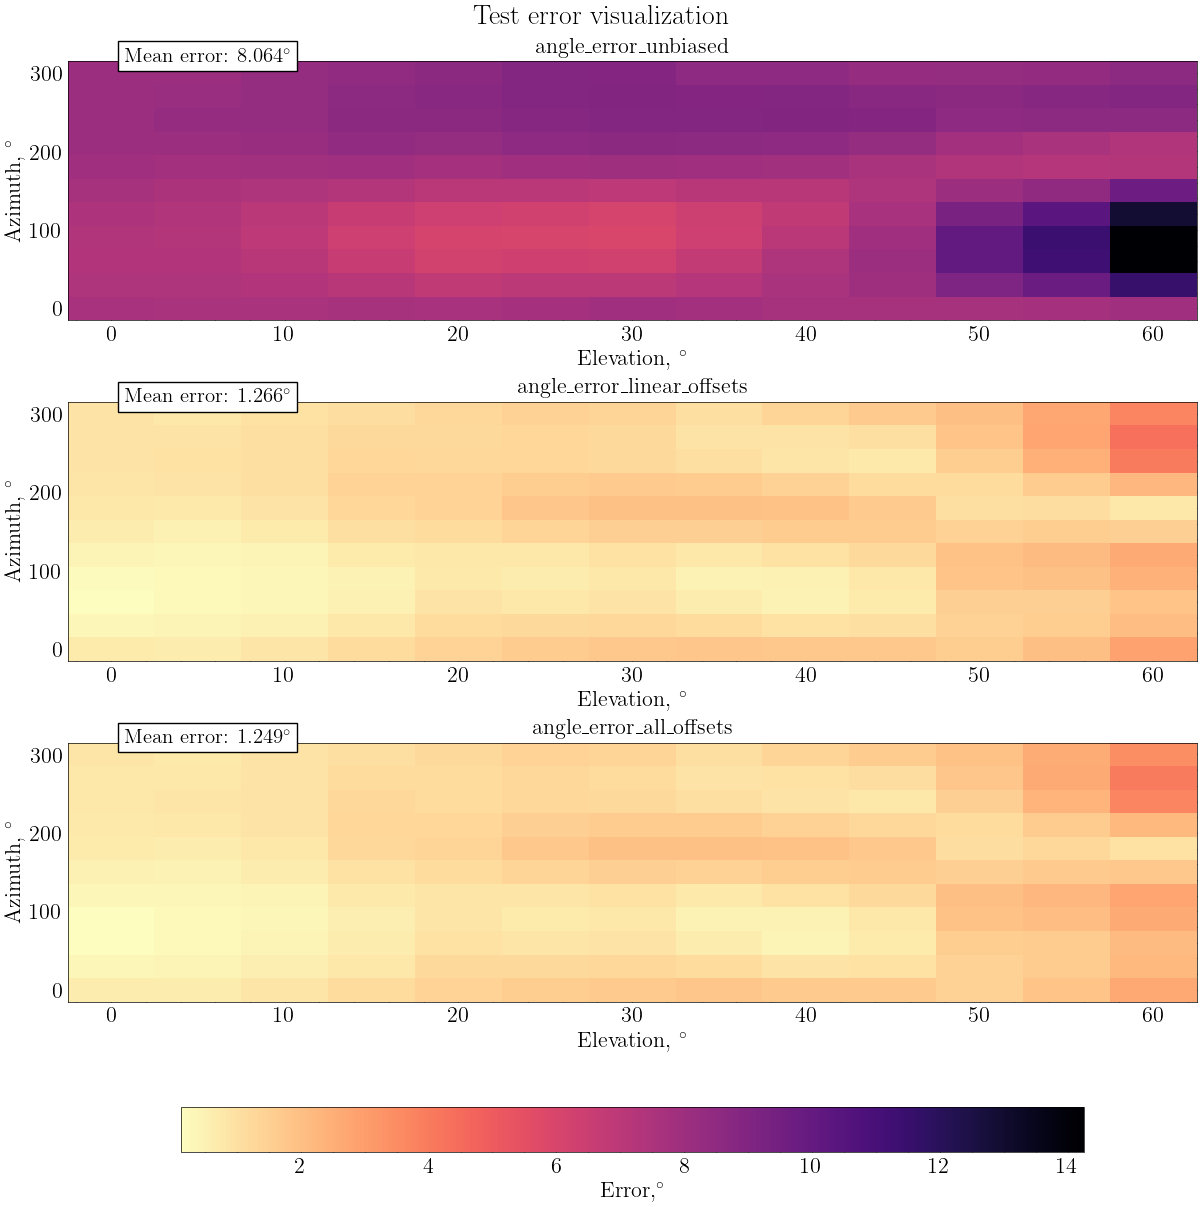 Test error visualization
angle_error_unbiased
Mean error: 8.064°
300
200
100
0
Azimuth, °
0 10 20 30 40 50 60
Elevation, °
angle_error_linear_offsets
Mean error: 1.266°
300
200
100
0
Azimuth, °
0 10 20 30 40 50 60
Elevation, °
angle_error_all_offsets
Mean error: 1.249°
300
200
100
0
Azimuth, °
0 10 20 30 40 50 60
Elevation, °
2 4 6 8 10 12 14
Error,°